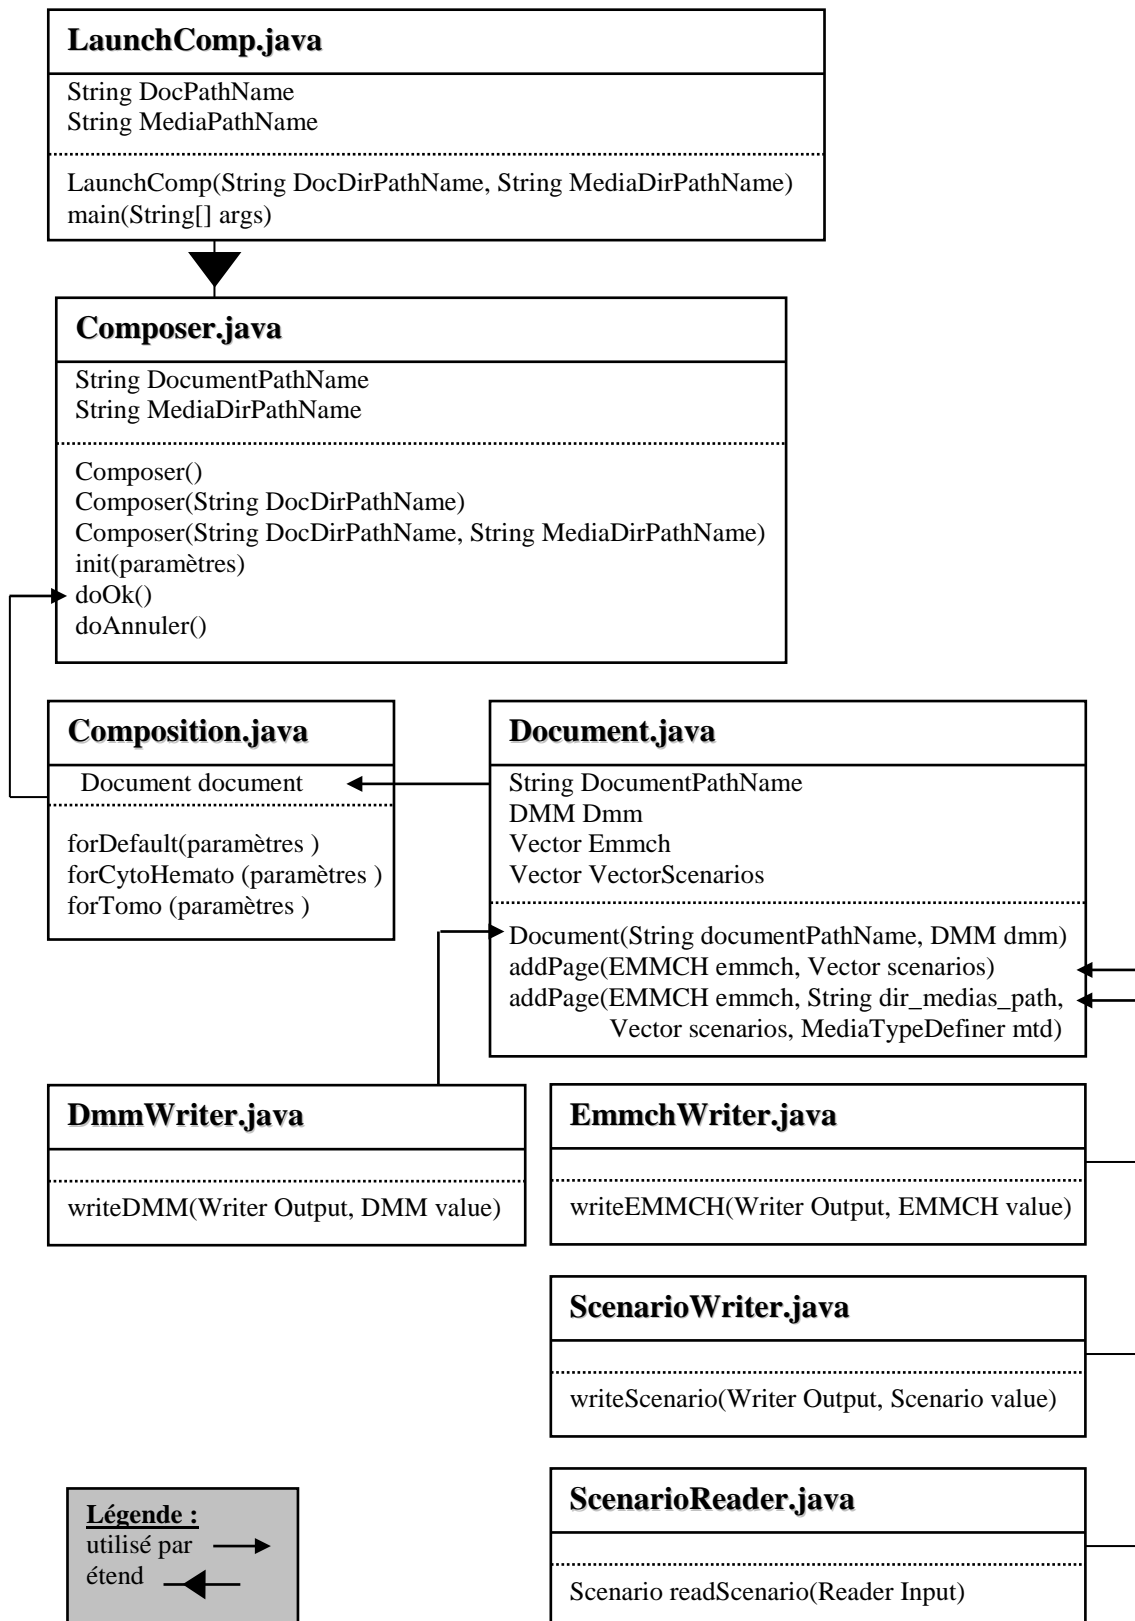 LaunchComp.java
String DocPathName
String MediaPathName
LaunchComp(String DocDirPathName, String MediaDirPathName)
main(String[] args)
Composer.java
String DocumentPathName
String MediaDirPathName
Composer()
Composer(String DocDirPathName)
Composer(String DocDirPathName, String MediaDirPathName)
init(paramètres)
doOk()
doAnnuler()
Composition.java
Document document
forDefault(paramètres )
forCytoHemato (paramètres )
forTomo (paramètres )
Document.java
String DocumentPathName
DMM Dmm
Vector Emmch
Vector VectorScenarios
Document(String documentPathName, DMM dmm)
addPage(EMMCH emmch, Vector scenarios)
addPage(EMMCH emmch, String dir_medias_path,
Vector scenarios, MediaTypeDefiner mtd)
DmmWriter.java
writeDMM(Writer Output, DMM value)
EmmchWriter.java
writeEMMCH(Writer Output, EMMCH value)
ScenarioWriter.java
writeScenario(Writer Output, Scenario value)
ScenarioReader.java
Scenario readScenario(Reader Input)
Légende :
utilisé par
étend